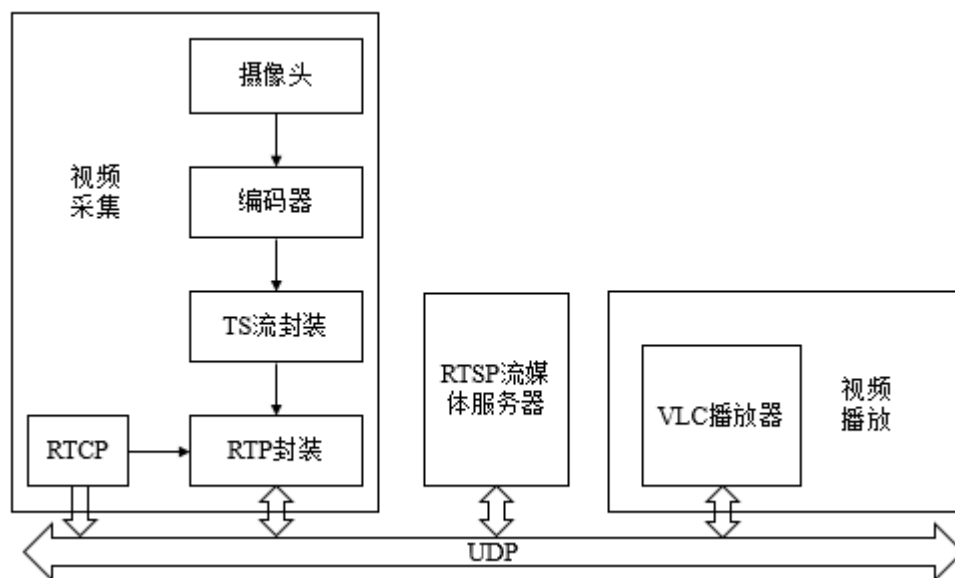 摄像头
视频
采集
编码器
TS流封装
RTCP
RTP封装
RTSP流媒
体服务器
VLC播放器
视频
播放
UDP